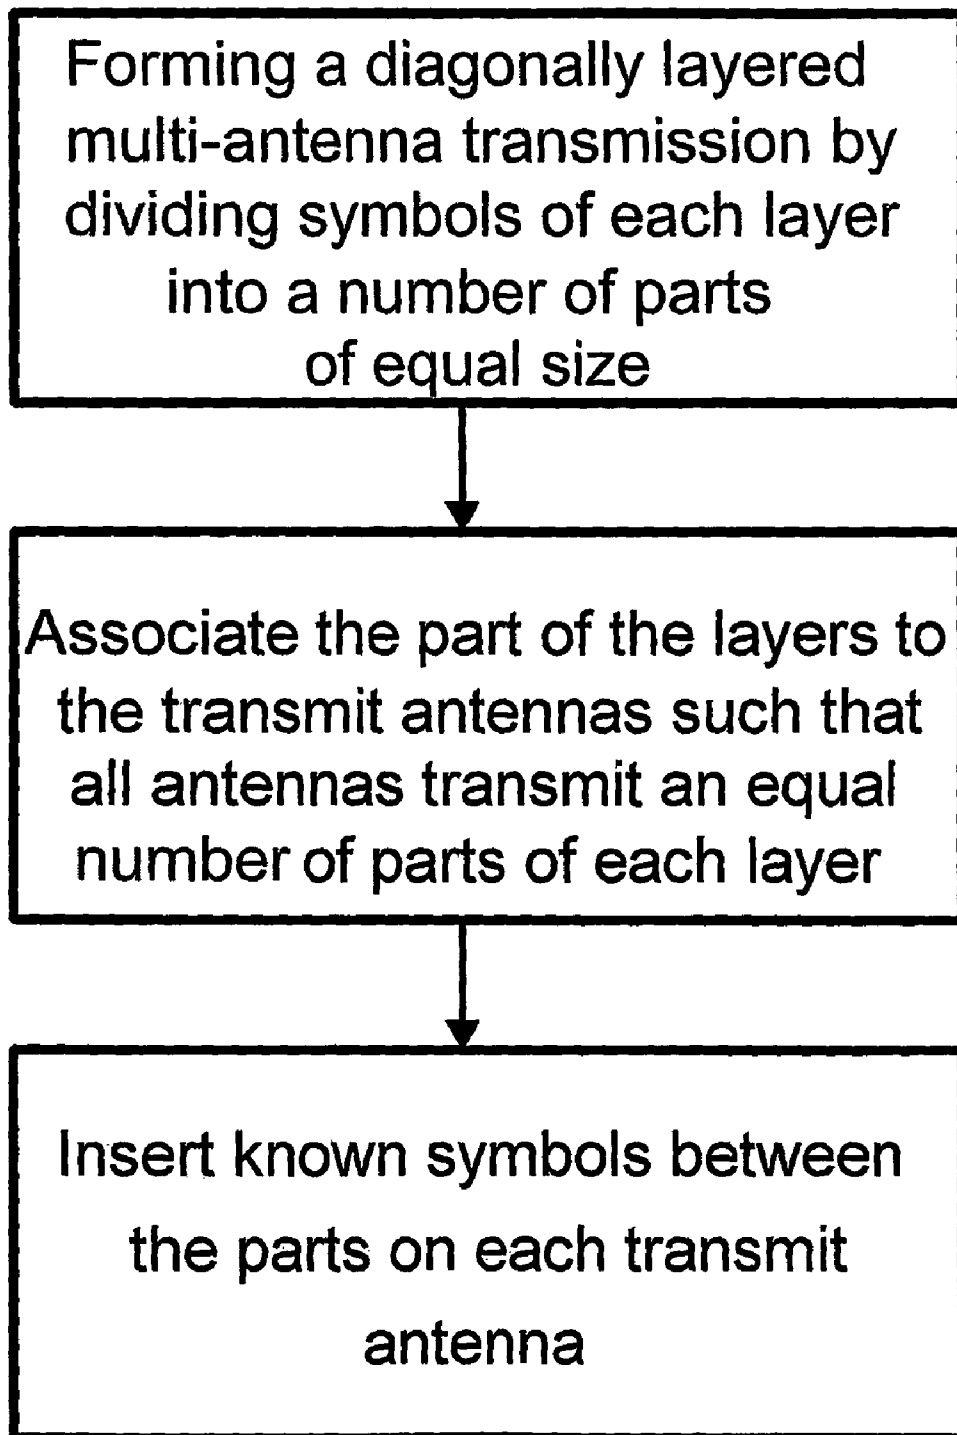 Forming a diagonally layered
multi-antenna transmission by
dividing symbols of each layer
into a number of parts
of equal size
Associate the part of the layers to
the transmit antennas such that
all antennas transmit an equal
number of parts of each layer
Insert known symbols between
the parts on each transmit
antenna